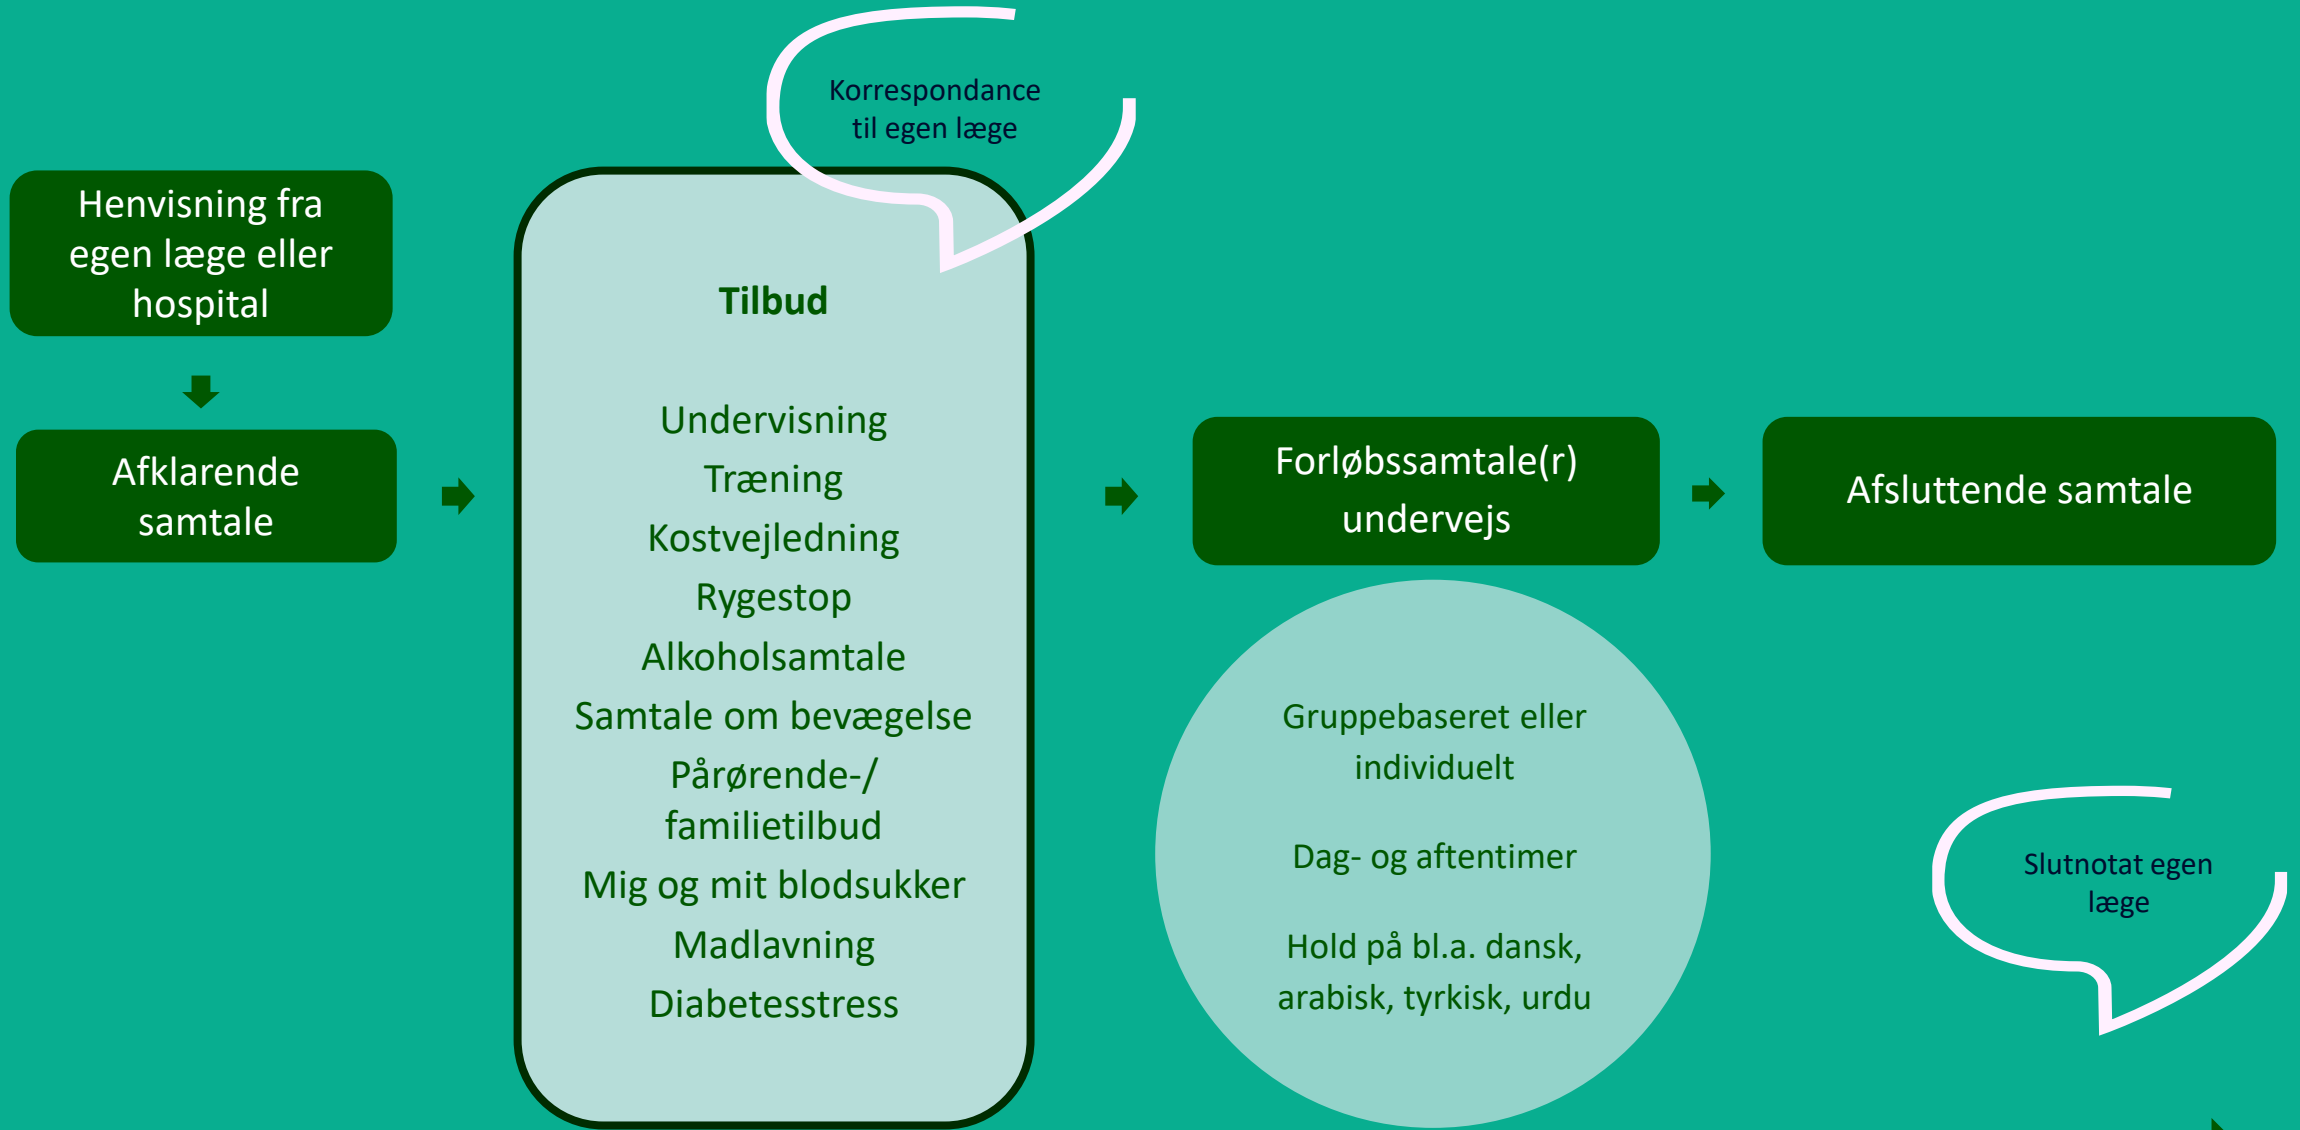 Korrespondance
til egen læge
Henvisning fra
egen læge eller
hospital
Afklarende
samtale
Tilbud
Undervisning
Træning
Kostvejledning
Rygestop
Alkoholsamtale
Samtale om bevægelse
Pårørende-/
familietilbud
Mig og mit blodsukker
Madlavning
Diabetesstress
Forløbssamtale(r)
undervejs
Afsluttende samtale
Gruppebaseret eller
individuelt
Dag- og aftentimer
Hold på bl.a. dansk,
arabisk, tyrkisk, urdu
Slutnotat egen
læge